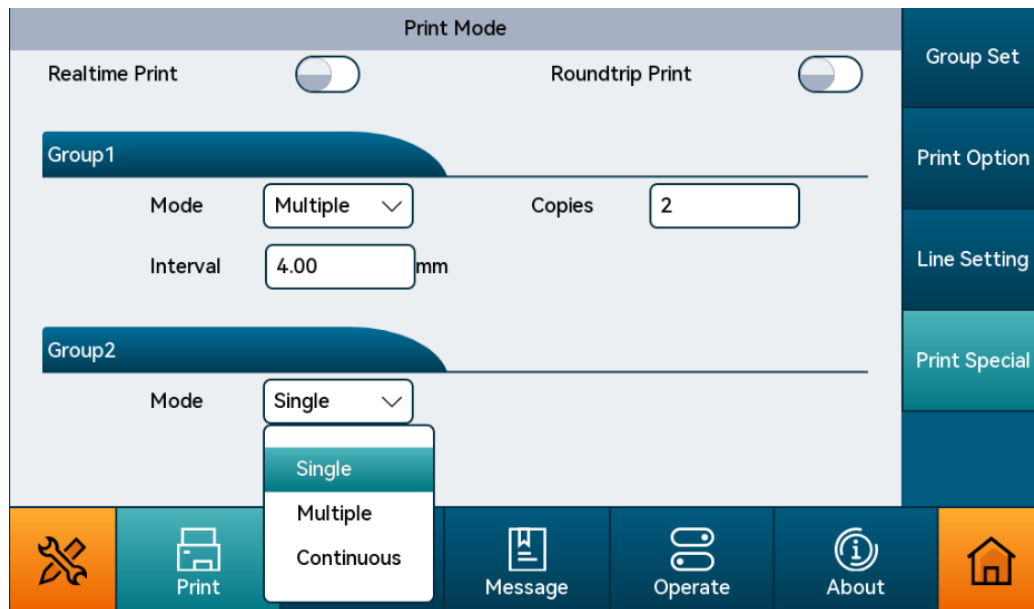 Print Mode
Realtime Print
Roundtrip Print
Group1
Mode
Multiple
Copies
2
Interval
4.00
mm
Group2
Mode
Single
Single
Multiple
Continuous
Group Set
Print Option
Line Setting
Print Special
Print
Message
Operate
About